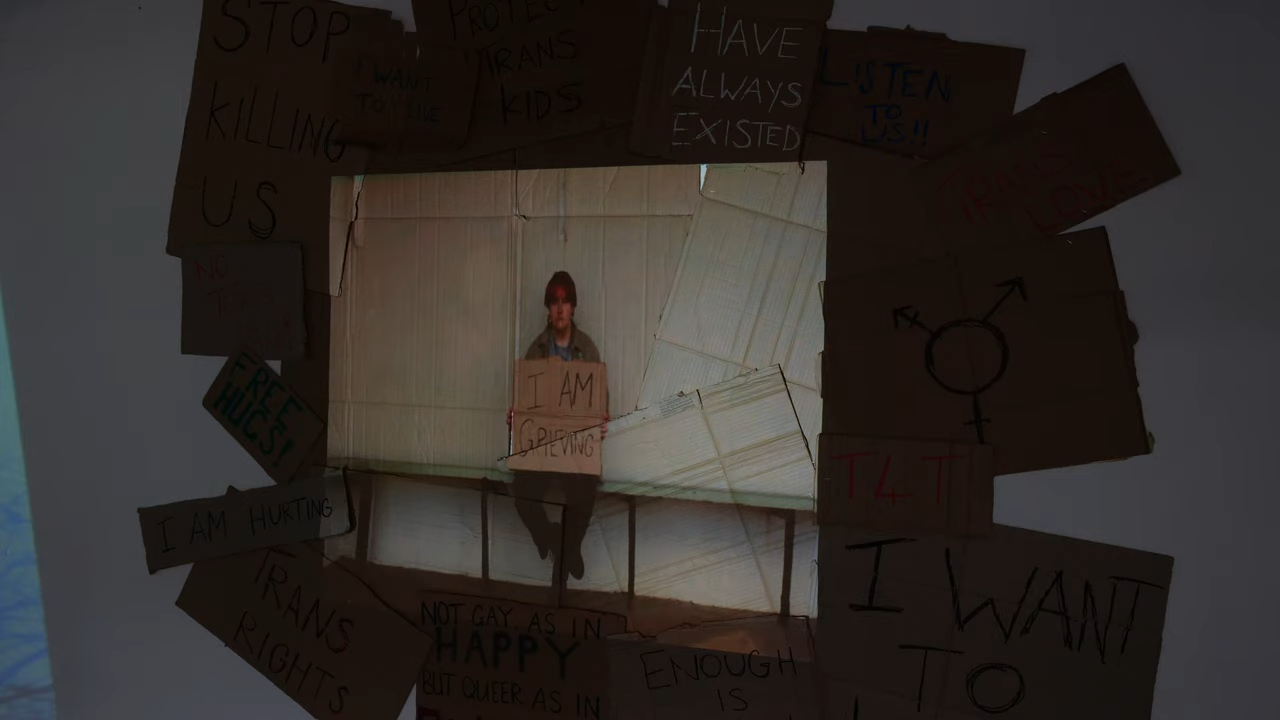 STOP
KILLING
US
I WANT
TO
PROTECT
TRANS
KIDS
HAVE
ALWAYS
EXISTED
LISTEN
TO
US!!
TRANS
LOVE
NO
FREE
HUGS!
I AM
GRIEVING
T4T
I AM HURTING
TRANS
RIGHTS
NOT GAY AS IN
HAPPY
BUT QUEER AS IN
ENOUGH
IS
I WANT
TO